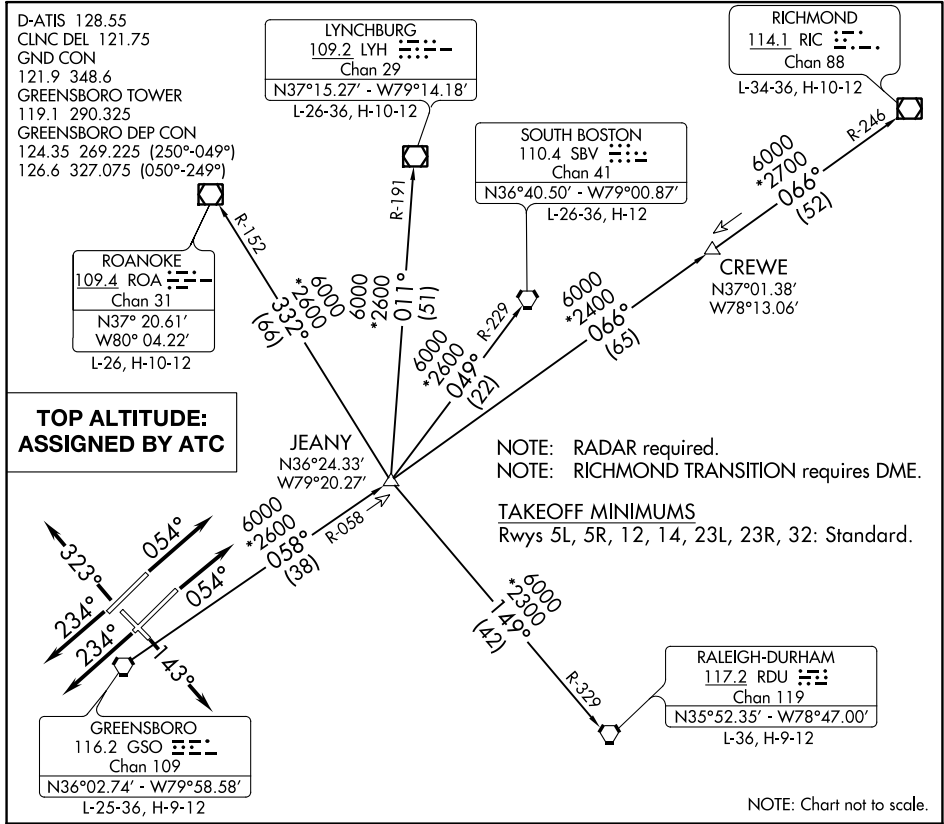 D-ATIS 128.55
CLNC DEL 121.75
GND CON
121.9 348.6
GREENSBORO TOWER
119.1 290.325
GREENSBORO DEP CON
124.35 269.225 (250°-049°)
126.6 327.075 (050°-249°)
LYNCHBURG
109.2 LYH
Chan 29
N37°15.27' - W79°14.18'
L-26-36, H-10-12
RICHMOND
114.1 RIC
Chan 88
L-34-36, H-10-12
SOUTH BOSTON
110.4 SBV
Chan 41
N36°40.50' - W79°00.87'
L-26-36, H-12
ROANOKE
109.4 ROA
Chan 31
N37° 20.61'
W80° 04.22'
L-26, H-10-12
R-152
6000
*2600
332°
(66)
R-191
6000
*2600
011°
(51)
R-229
6000
*2600
049°
(22)
R-246
6000
*2700
066°
(52)
CREWE
N37°01.38'
W78°13.06'
6000
*2400
066°
(65)
TOP ALTITUDE:
ASSIGNED BY ATC
JEANY
N36°24.33'
W79°20.27'
NOTE: RADAR required.
NOTE: RICHMOND TRANSITION requires DME.
TAKEOFF MINIMUMS
Rwys 5L, 5R, 12, 14, 23L, 23R, 32: Standard.
6000
*2600
058°
(38)
R-058
323°
054°
054°
234°
234°
143°
6000
*2300
149°
(42)
R-329
GREENSBORO
116.2 GSO
Chan 109
N36°02.74' - W79°58.58'
L-25-36, H-9-12
RALEIGH-DURHAM
117.2 RDU
Chan 119
N35°52.35' - W78°47.00'
L-36, H-9-12
NOTE: Chart not to scale.